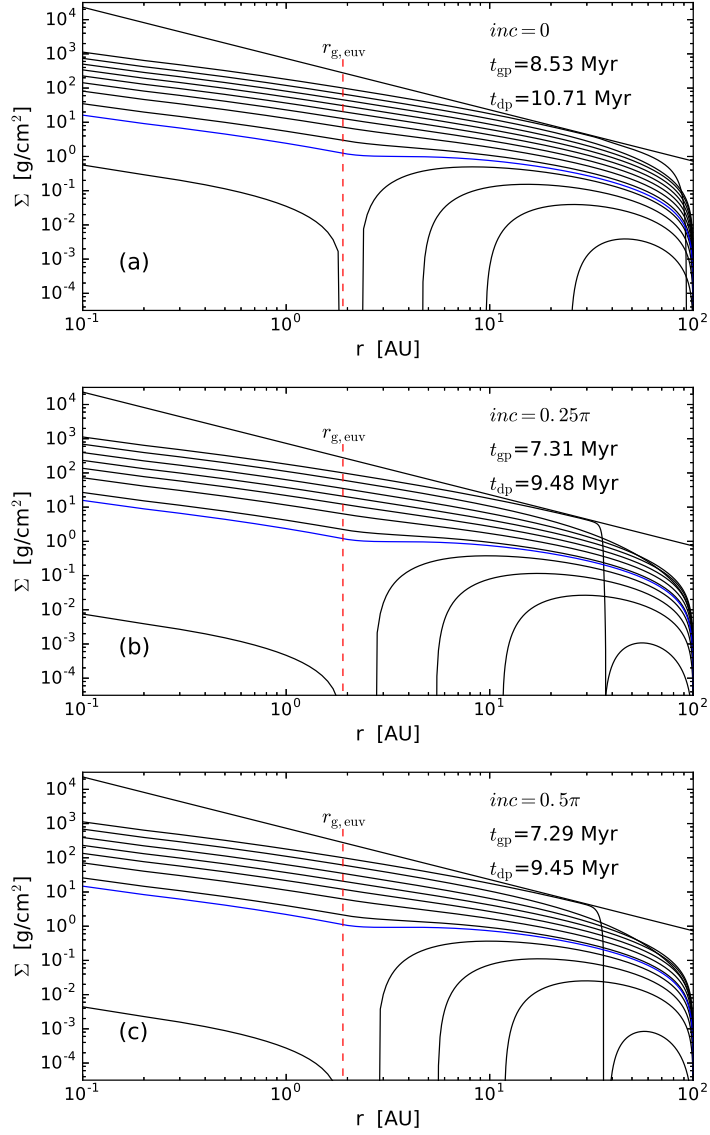 10⁴
10³
10²
10¹
10⁰
10⁻¹
10⁻²
10⁻³
10⁻⁴
Σ [g/cm²]
r_g,euv
inc = 0
t_gp=8.53 Myr
t_dp=10.71 Myr
(a)
10⁻¹ 10⁰ 10¹ 10²
r [AU]
10⁴
10³
10²
10¹
10⁰
10⁻¹
10⁻²
10⁻³
10⁻⁴
Σ [g/cm²]
r_g,euv
inc = 0.25π
t_gp=7.31 Myr
t_dp=9.48 Myr
(b)
10⁻¹ 10⁰ 10¹ 10²
r [AU]
10⁴
10³
10²
10¹
10⁰
10⁻¹
10⁻²
10⁻³
10⁻⁴
Σ [g/cm²]
r_g,euv
inc = 0.5π
t_gp=7.29 Myr
t_dp=9.45 Myr
(c)
10⁻¹ 10⁰ 10¹ 10²
r [AU]